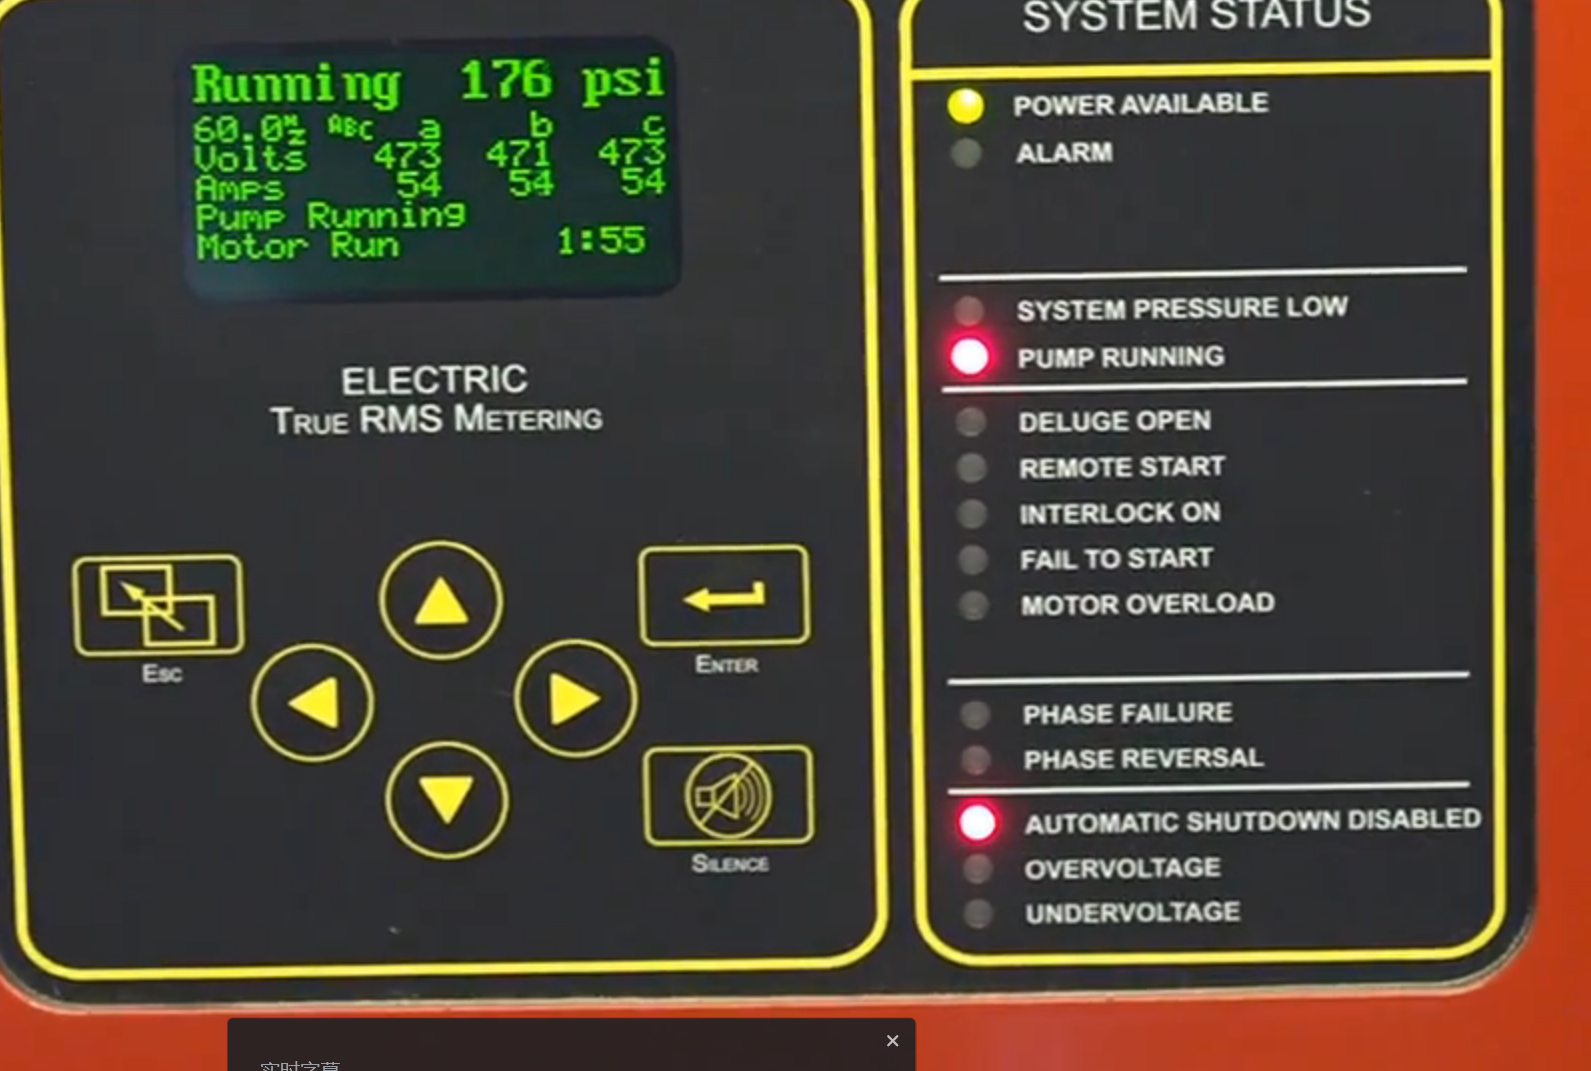 Running 176 psi
60.0Hz ABC a b c
Volts 473 471 473
Amps 54 54 54
Pump Running
Motor Run 1:55
ELECTRIC
TRUE RMS METERING
ESC
ENTER
SILENCE
SYSTEM STATUS
POWER AVAILABLE
ALARM
SYSTEM PRESSURE LOW
PUMP RUNNING
DELUGE OPEN
REMOTE START
INTERLOCK ON
FAIL TO START
MOTOR OVERLOAD
PHASE FAILURE
PHASE REVERSAL
AUTOMATIC SHUTDOWN DISABLED
OVERVOLTAGE
UNDERVOLTAGE
实时字幕